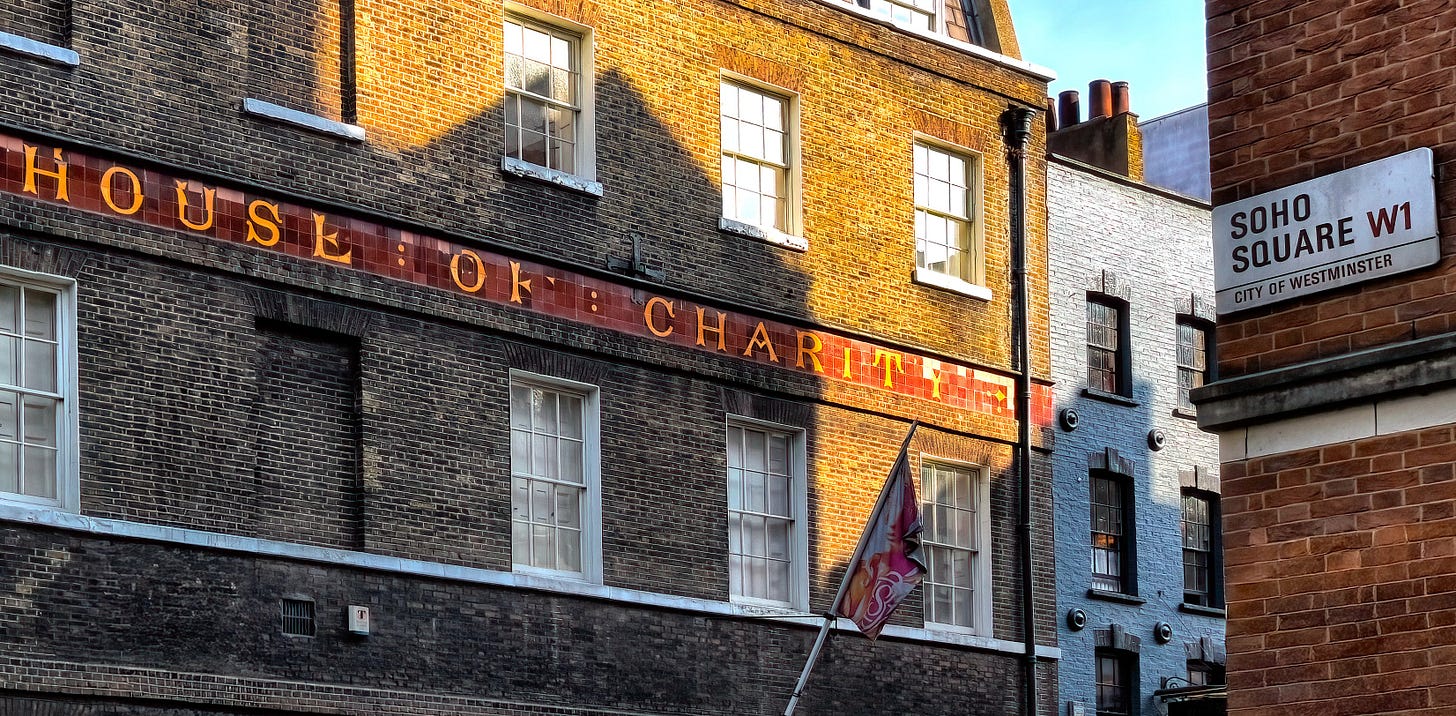 HOUSE : OF : CHARITY
SOHO
SQUARE W1
CITY OF WESTMINSTER